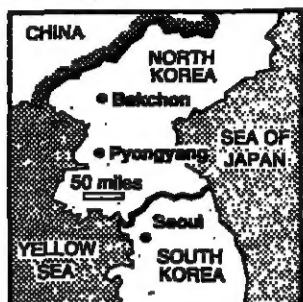 CHINA
NORTH
KOREA
Bakchon
SEA OF
JAPAN
Pyongyang
50 miles
Seoul
YELLOW
SEA
SOUTH
KOREA